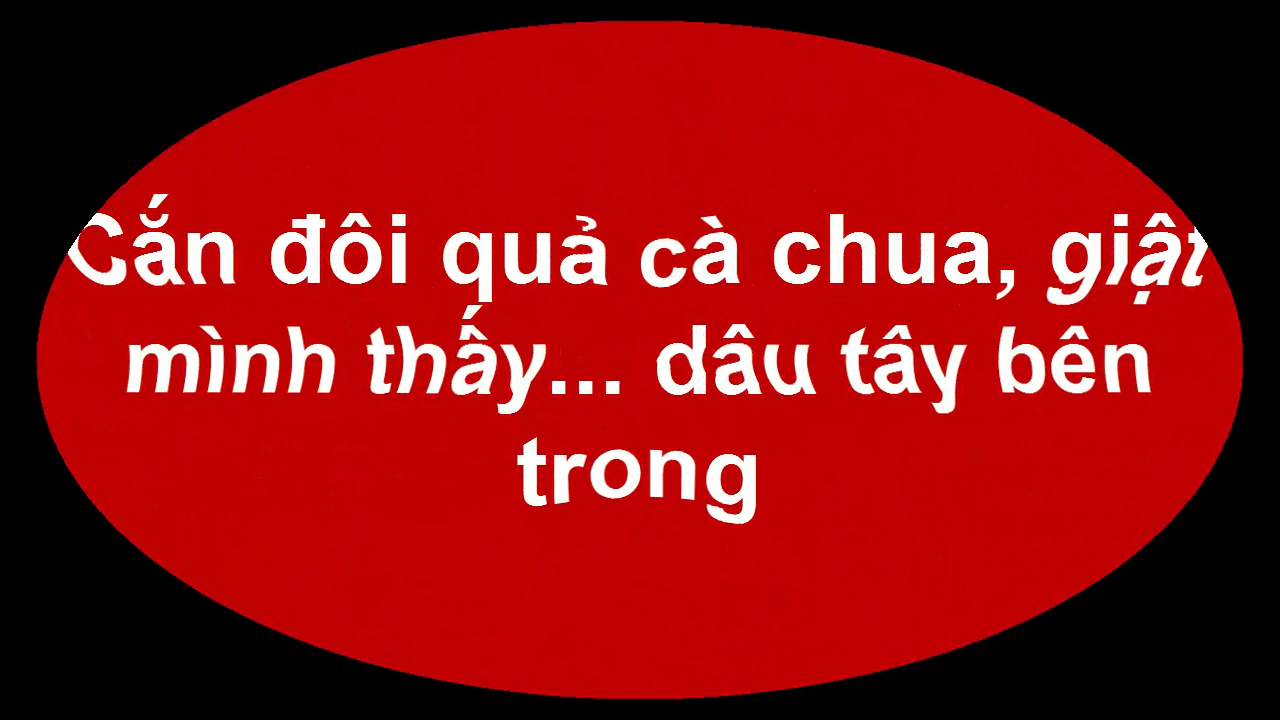 Cắn đôi quả cà chua, giật
mình thấy... dâu tây bên
trong